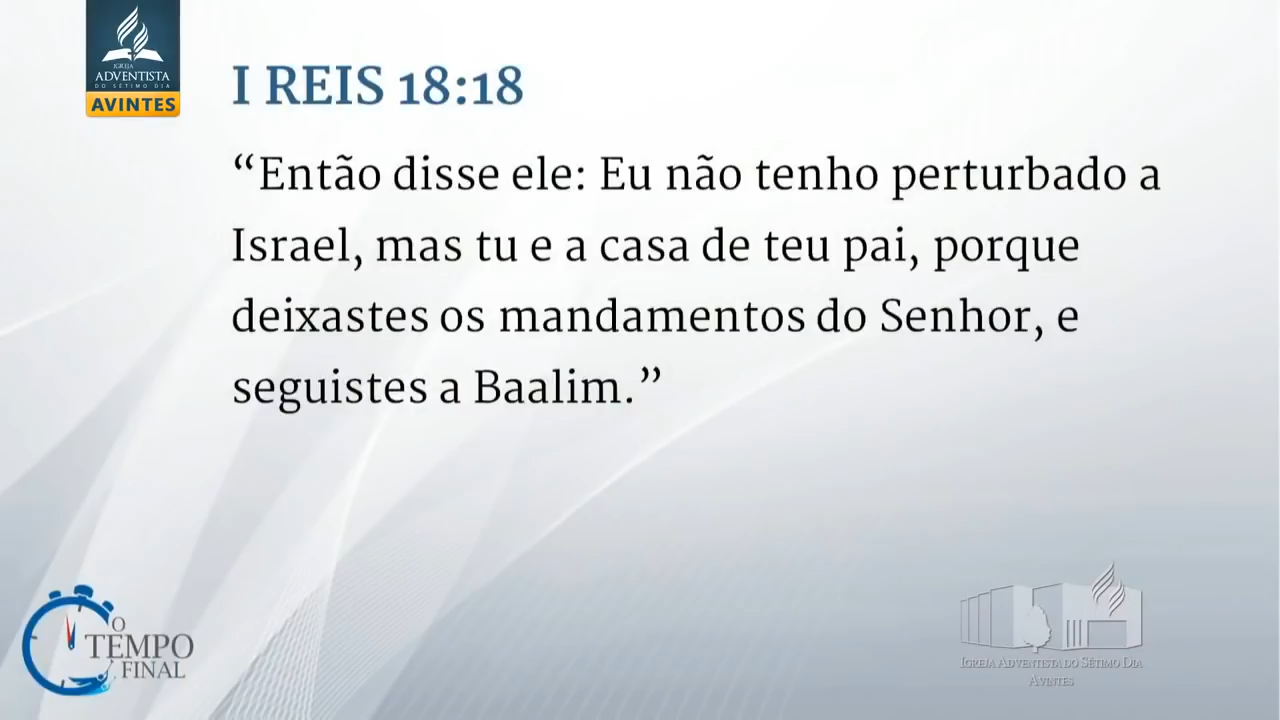 IGREJA
ADVENTISTA
DO SÉTIMO DIA
AVINTES
I REIS 18:18
“Então disse ele: Eu não tenho perturbado a
Israel, mas tu e a casa de teu pai, porque
deixastes os mandamentos do Senhor, e
seguistes a Baalim.”
O
TEMPO
FINAL
IGREJA ADVENTISTA DO SÉTIMO DIA
AVINTES